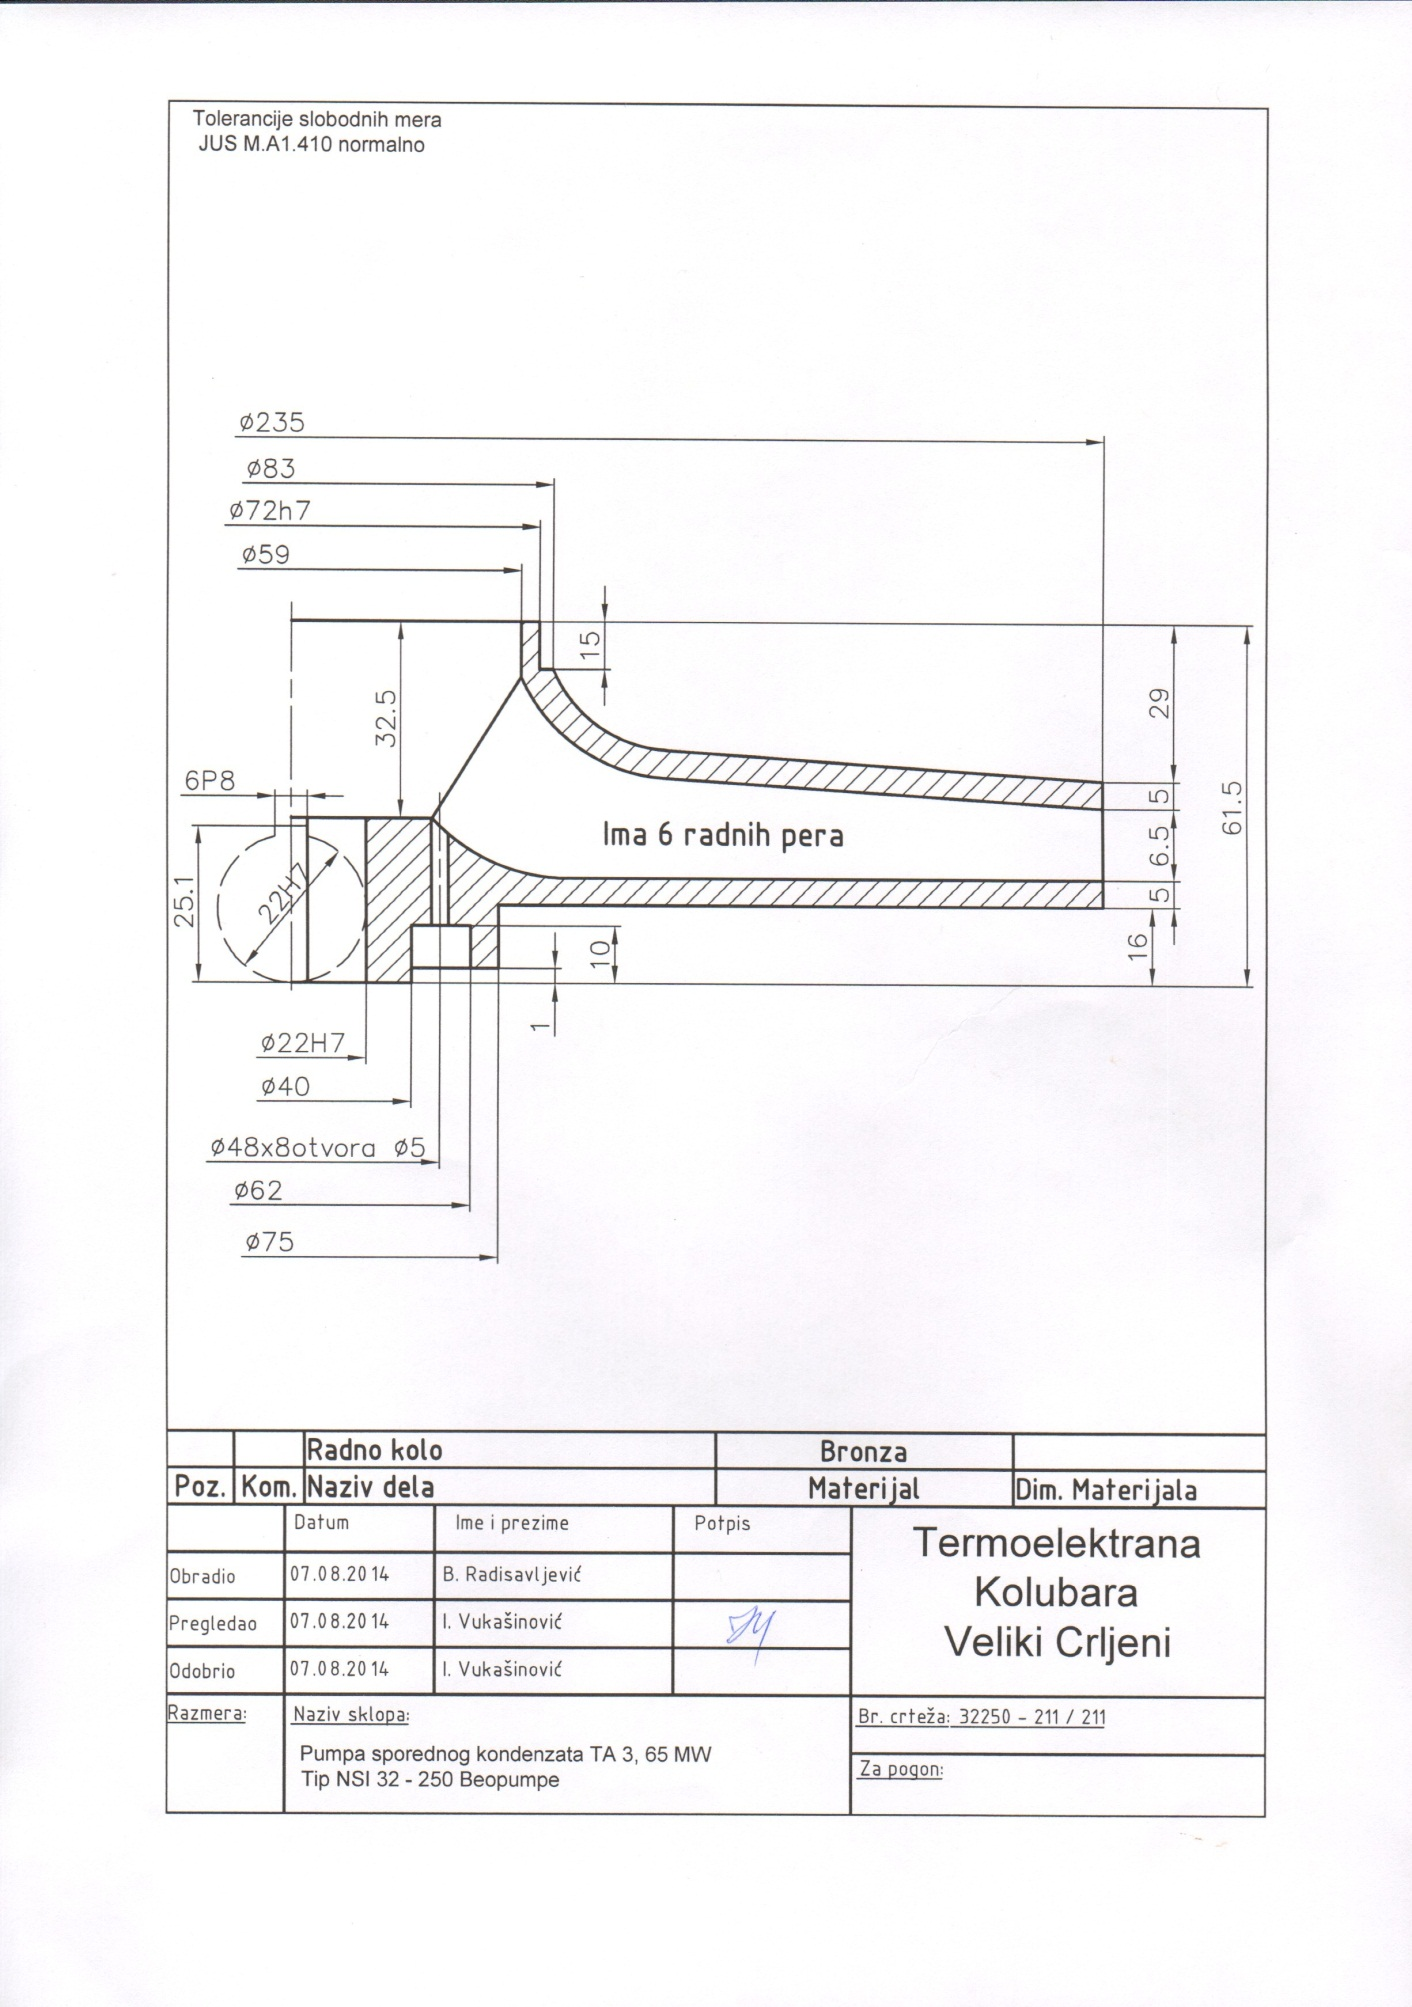 Tolerancije slobodnih mera
JUS M.A1.410 normalno
ø235
ø83
ø72h7
ø59
15
32.5
29
6P8
5
61.5
Ima 6 radnih pera
6.5
25.1
22H7
5
16
10
1
ø22H7
ø40
ø48x8otvora ø5
ø62
ø75
Radno kolo Bronza
Poz. Kom. Naziv dela Materijal Dim. Materijala
Datum Ime i prezime Potpis
Obradio 07.08.2014 B. Radisavljević
Pregledao 07.08.2014 I. Vukašinović
Odobrio 07.08.2014 I. Vukašinović
Termoelektrana
Kolubara
Veliki Crljeni
Razmera: Naziv sklopa:
Pumpa sporednog kondenzata TA 3, 65 MW
Tip NSI 32 - 250 Beopumpe
Br. crteža: 32250 - 211 / 211
Za pogon: